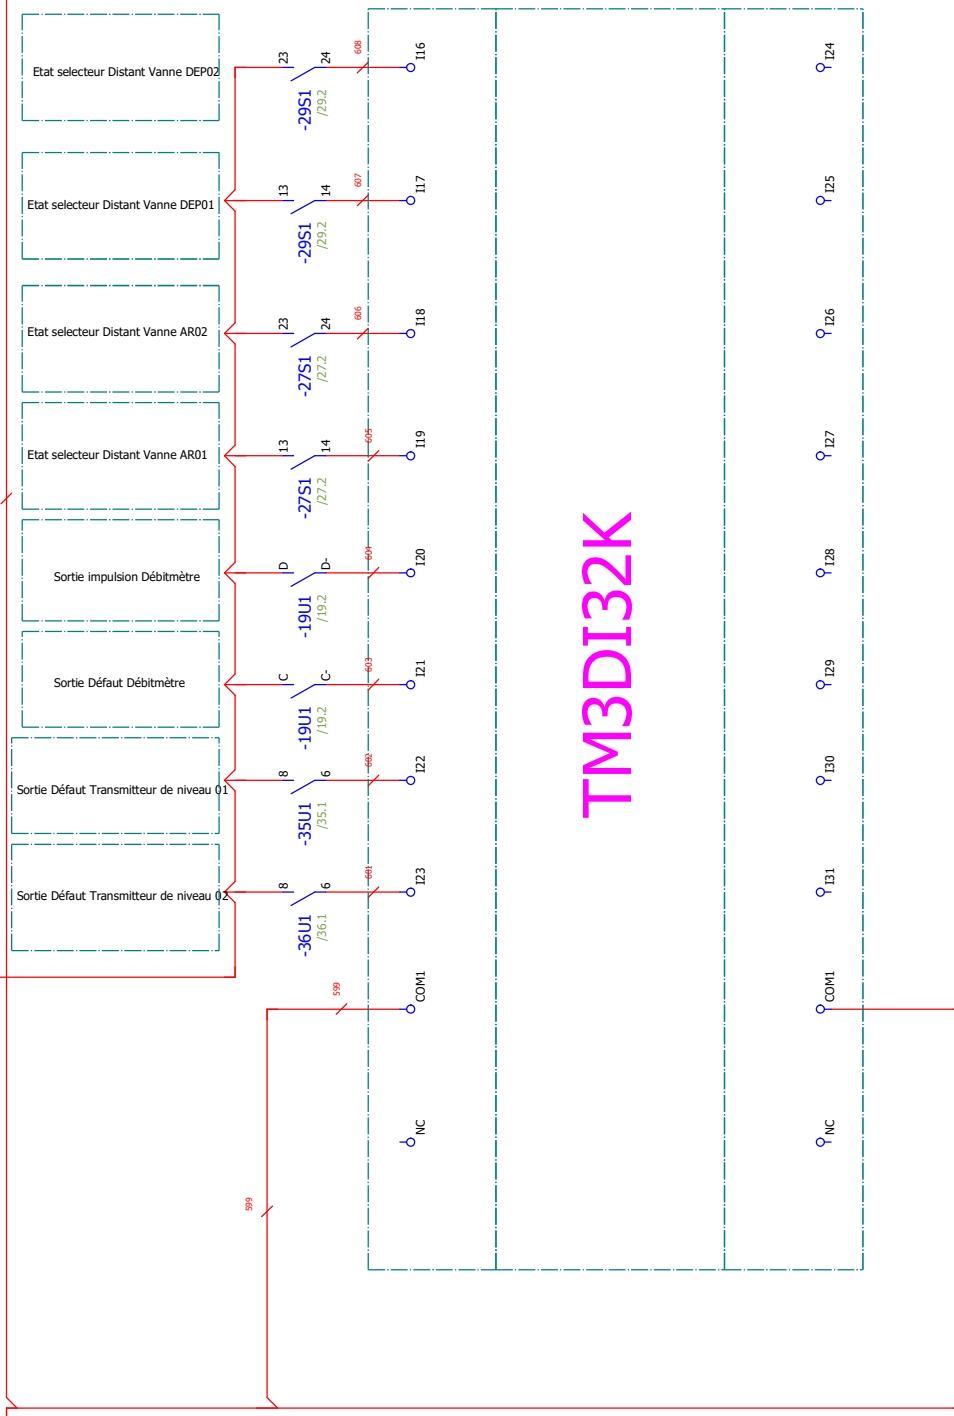 Etat selecteur Distant Vanne DEP02
23
24
608
I16
I24
-29S1
/29.2
Etat selecteur Distant Vanne DEP01
13
14
607
I17
I25
-29S1
/29.2
Etat selecteur Distant Vanne AR02
23
24
606
I18
I26
-27S1
/27.2
Etat selecteur Distant Vanne AR01
13
14
605
I19
I27
-27S1
/27.2
Sortie impulsion Débitmètre
D
D-
604
I20
I28
-19U1
/19.2
TM3DI32K
Sortie Défaut Débitmètre
C
C-
603
I21
I29
-19U1
/19.2
Sortie Défaut Transmitteur de niveau 01
8
6
602
I22
I30
-35U1
/35.1
Sortie Défaut Transmitteur de niveau 02
8
6
601
I23
I31
-36U1
/36.1
599
COM1
COM1
NC
NC
599